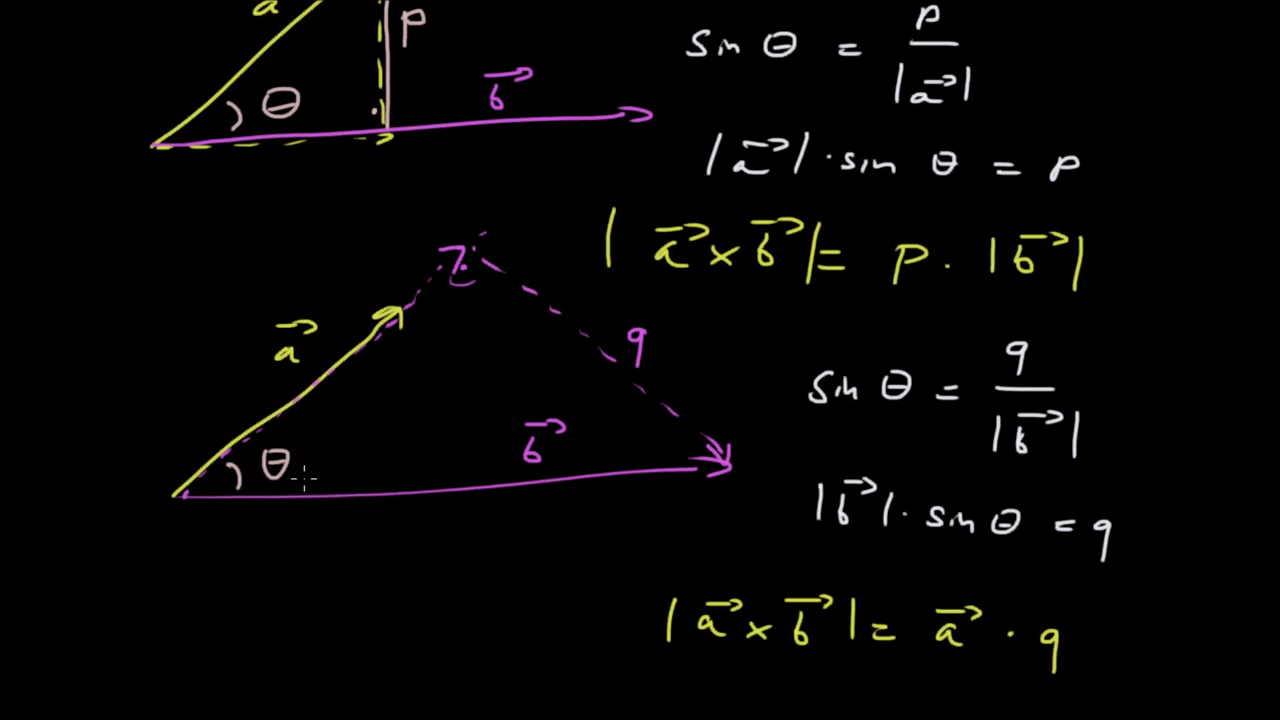 a
p
sin θ = p / |a⃗|
θ
b⃗
|a⃗| · sin θ = p
|a⃗ × b⃗| = p · |b⃗|
a⃗
q
sin θ = q / |b⃗|
b⃗
θ
|b⃗| · sin θ = q
|a⃗ × b⃗| = a⃗ · q